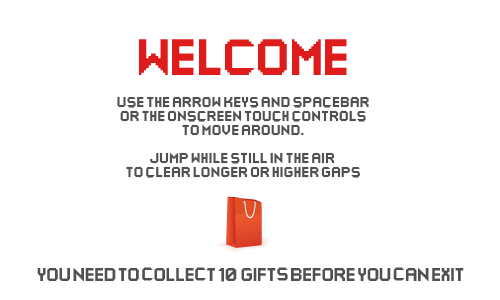 WELCOME
USE THE ARROW KEYS AND SPACEBAR
OR THE ONSCREEN TOUCH CONTROLS
TO MOVE AROUND.
JUMP WHILE STILL IN THE AIR
TO CLEAR LONGER OR HIGHER GAPS
YOU NEED TO COLLECT 10 GIFTS BEFORE YOU CAN EXIT